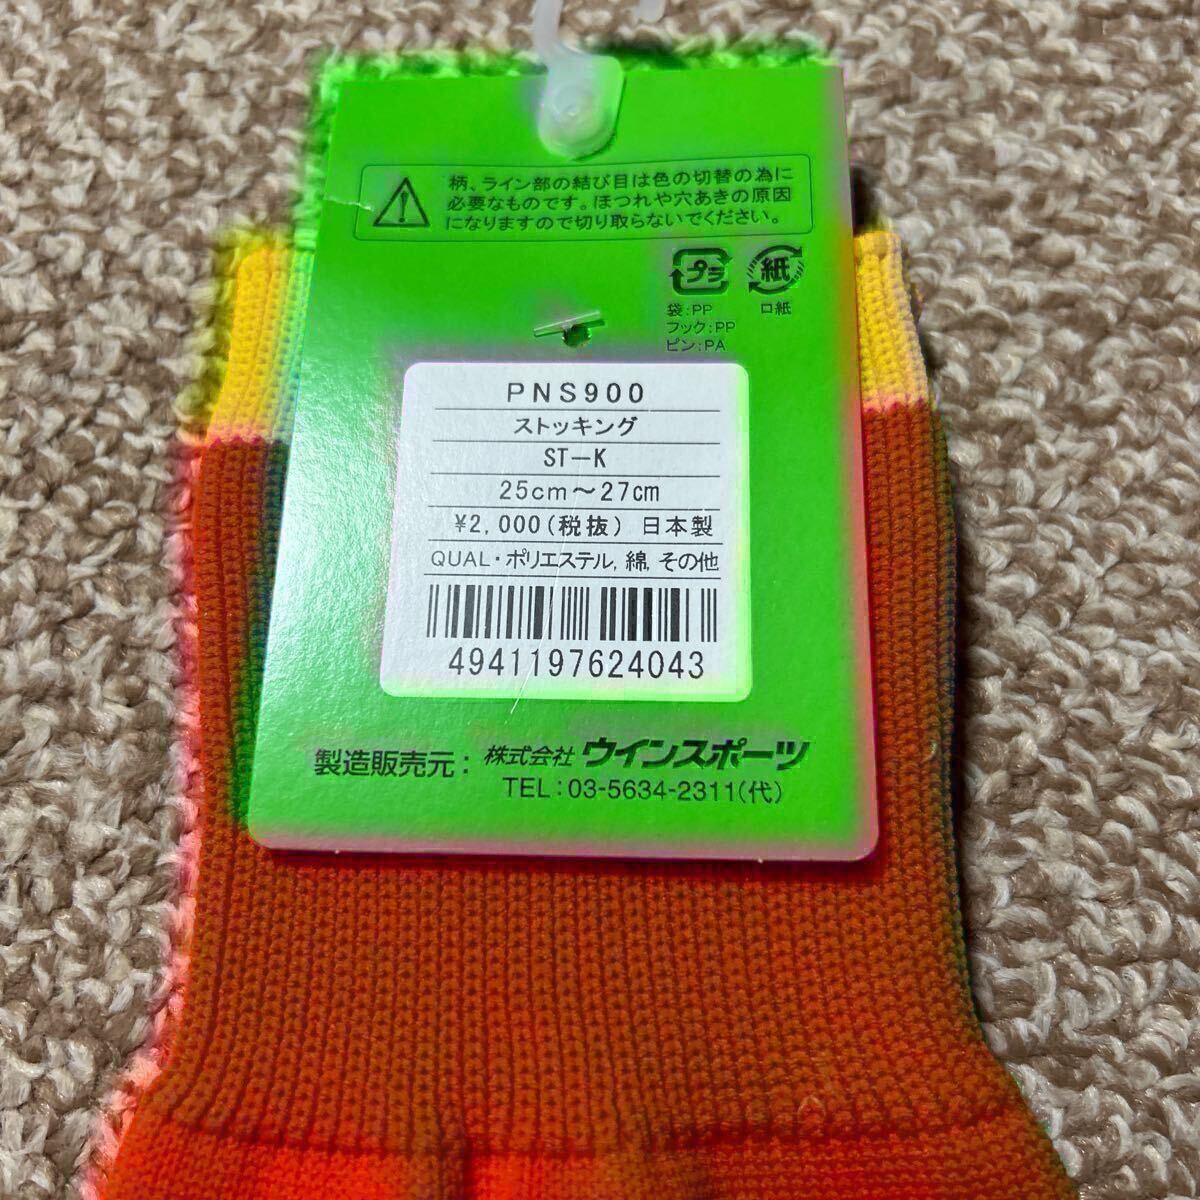 柄、ライン部の結び目は色の切替の為に
必要なものです。ほつれや穴あきの原因
になりますので切り取らないでください。
プラ 紙
袋:PP 口紙
フック:PP
ピン:PA
PNS900
ストッキング
ST-K
25cm～27cm
¥2,000(税抜) 日本製
QUAL・ポリエステル, 綿, その他
4941197624043
製造販売元: 株式会社 ウインスポーツ
TEL:03-5634-2311(代)